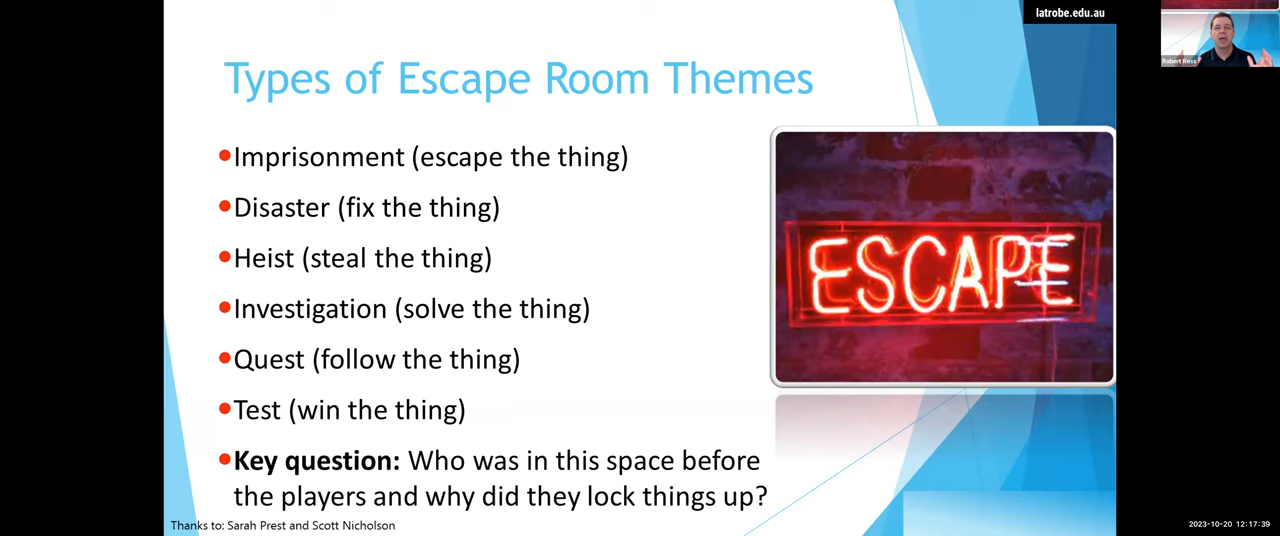 latrobe.edu.au
Robert Ross
Types of Escape Room Themes
•Imprisonment (escape the thing)
•Disaster (fix the thing)
•Heist (steal the thing)
•Investigation (solve the thing)
•Quest (follow the thing)
•Test (win the thing)
•Key question: Who was in this space before
the players and why did they lock things up?
ESCAPE
Thanks to: Sarah Prest and Scott Nicholson
2023-10-20 12:17:39